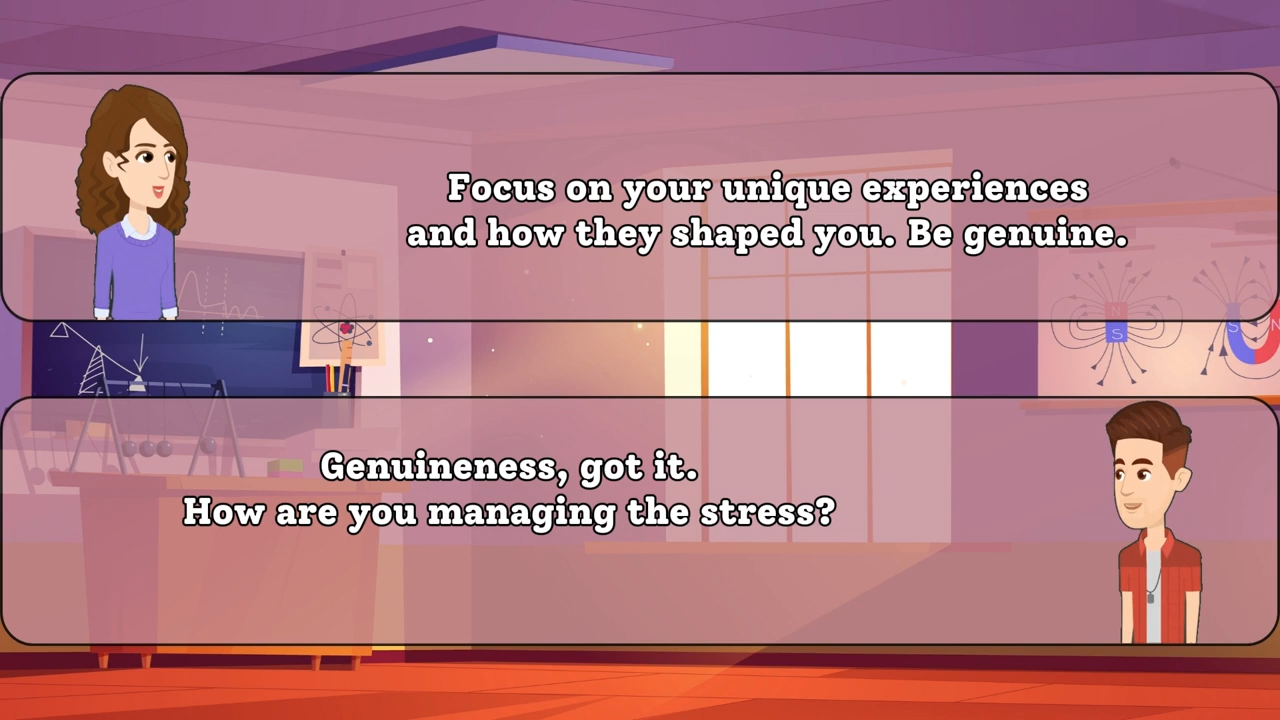 Focus on your unique experiences
and how they shaped you. Be genuine.
N
S
S
N
Genuineness, got it.
How are you managing the stress?